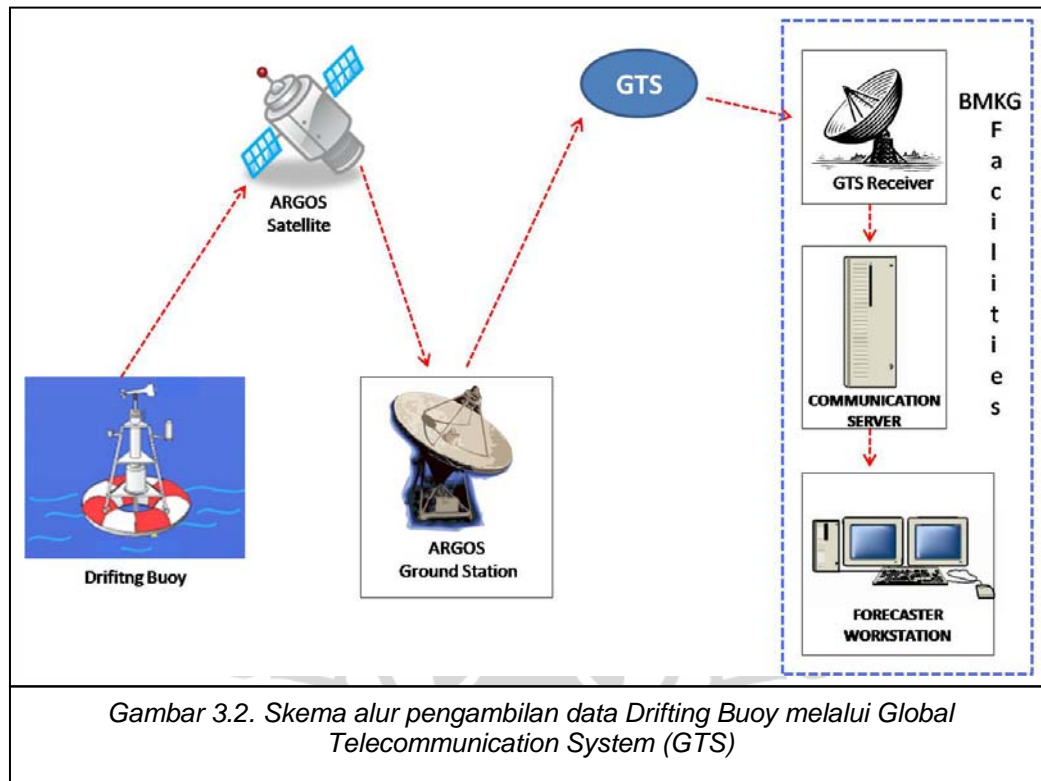 GTS
BMKG
F
a
c
i
l
i
t
i
e
s
GTS Receiver
ARGOS
Satellite
COMMUNICATION
SERVER
Drifitng Buoy
ARGOS
Ground Station
FORECASTER
WORKSTATION
Gambar 3.2. Skema alur pengambilan data Drifting Buoy melalui Global
Telecommunication System (GTS)